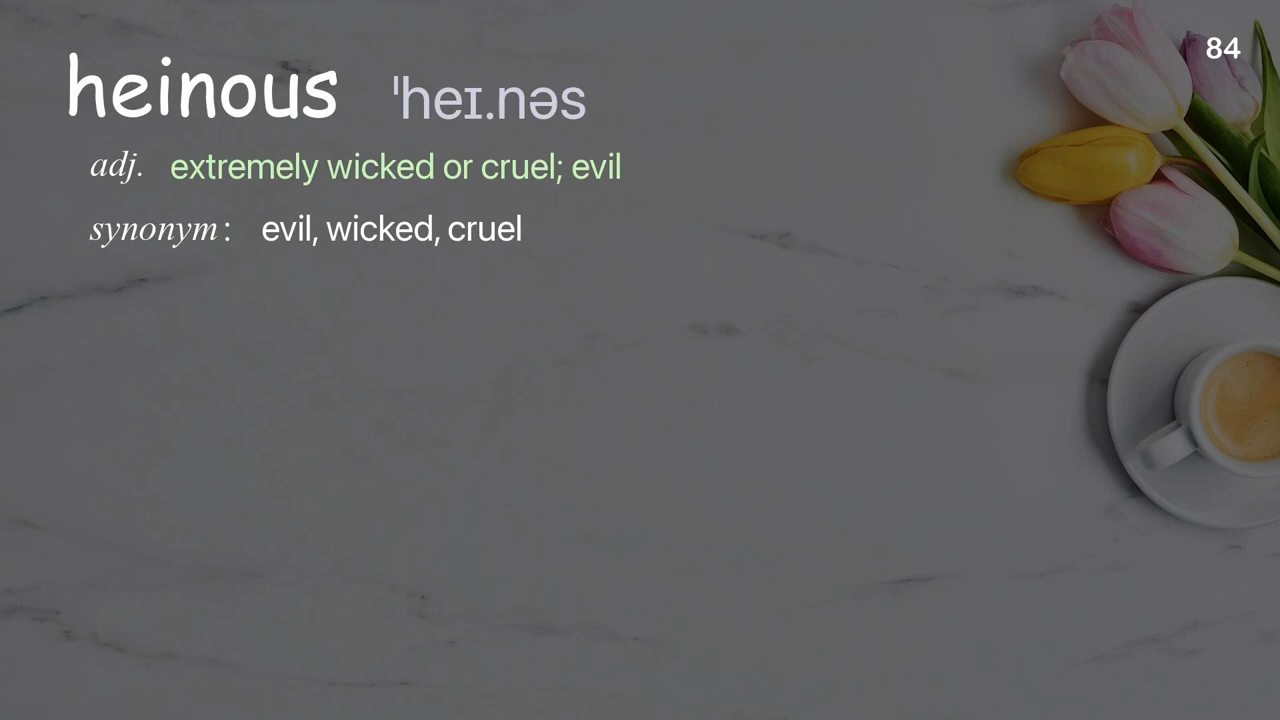 84
heinous ˈheɪ.nəs
adj. extremely wicked or cruel; evil
synonym: evil, wicked, cruel